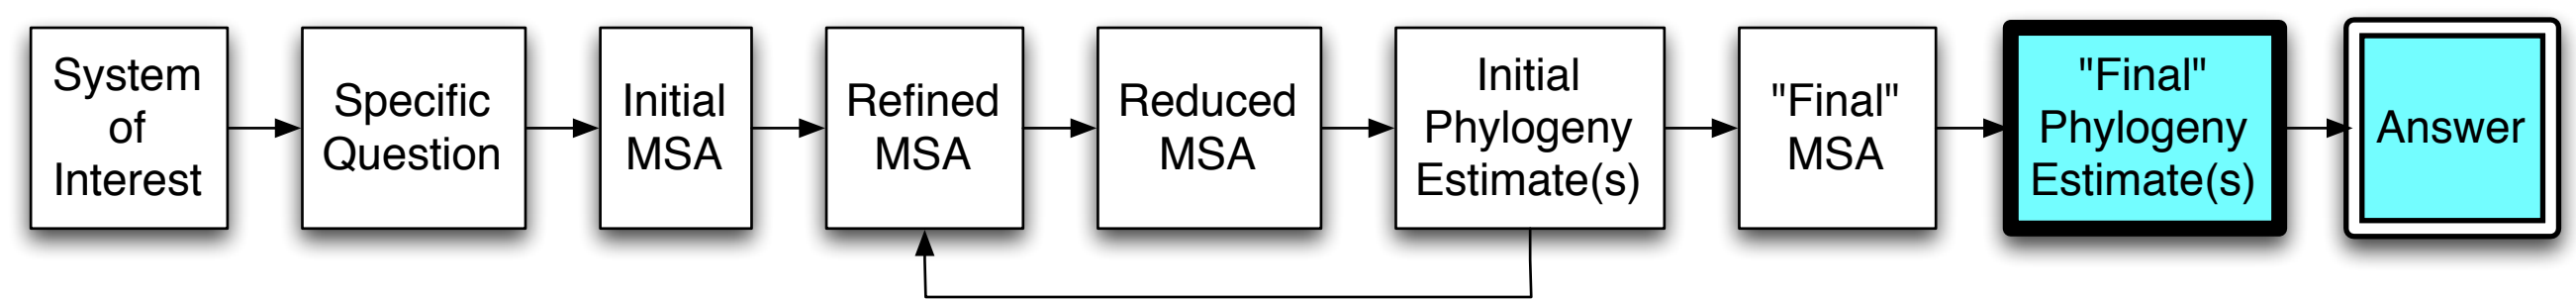 System
of
Interest
Specific
Question
Initial
MSA
Refined
MSA
Reduced
MSA
Initial
Phylogeny
Estimate(s)
"Final"
MSA
"Final"
Phylogeny
Estimate(s)
Answer